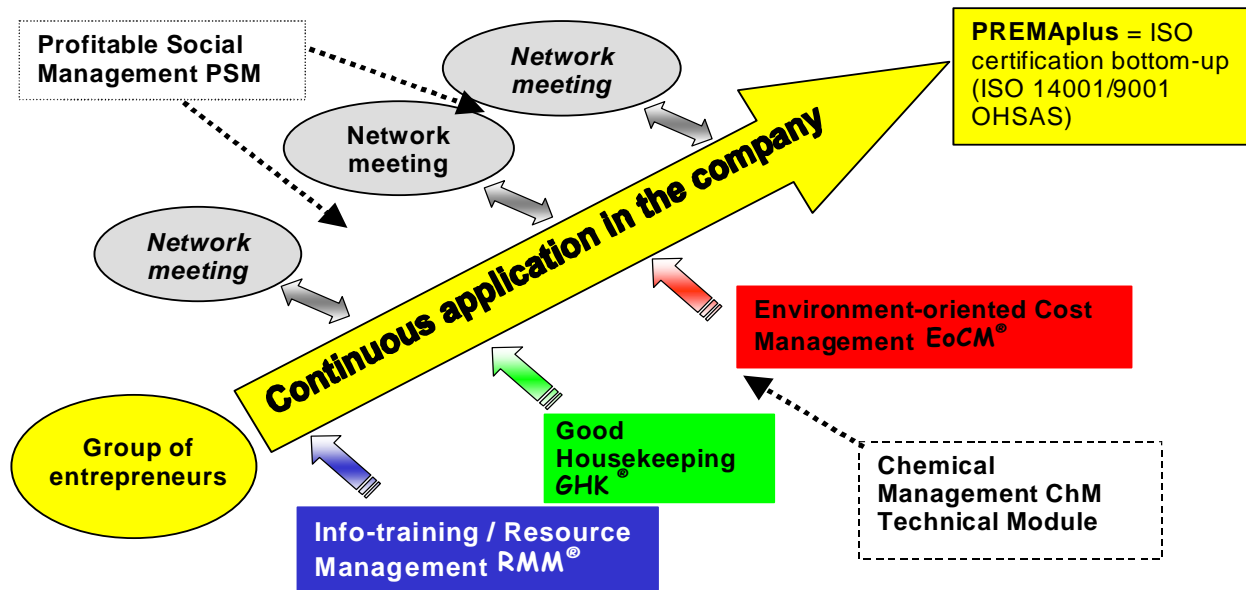 Profitable Social
Management PSM
Network
meeting
PREMAplus = ISO
certification bottom-up
(ISO 14001/9001
OHSAS)
Network
meeting
Network
meeting
Continuous application in the company
Environment-oriented Cost
Management EoCM®
Group of
entrepreneurs
Good
Housekeeping
GHK ®
Chemical
Management ChM
Technical Module
Info-training / Resource
Management RMM®